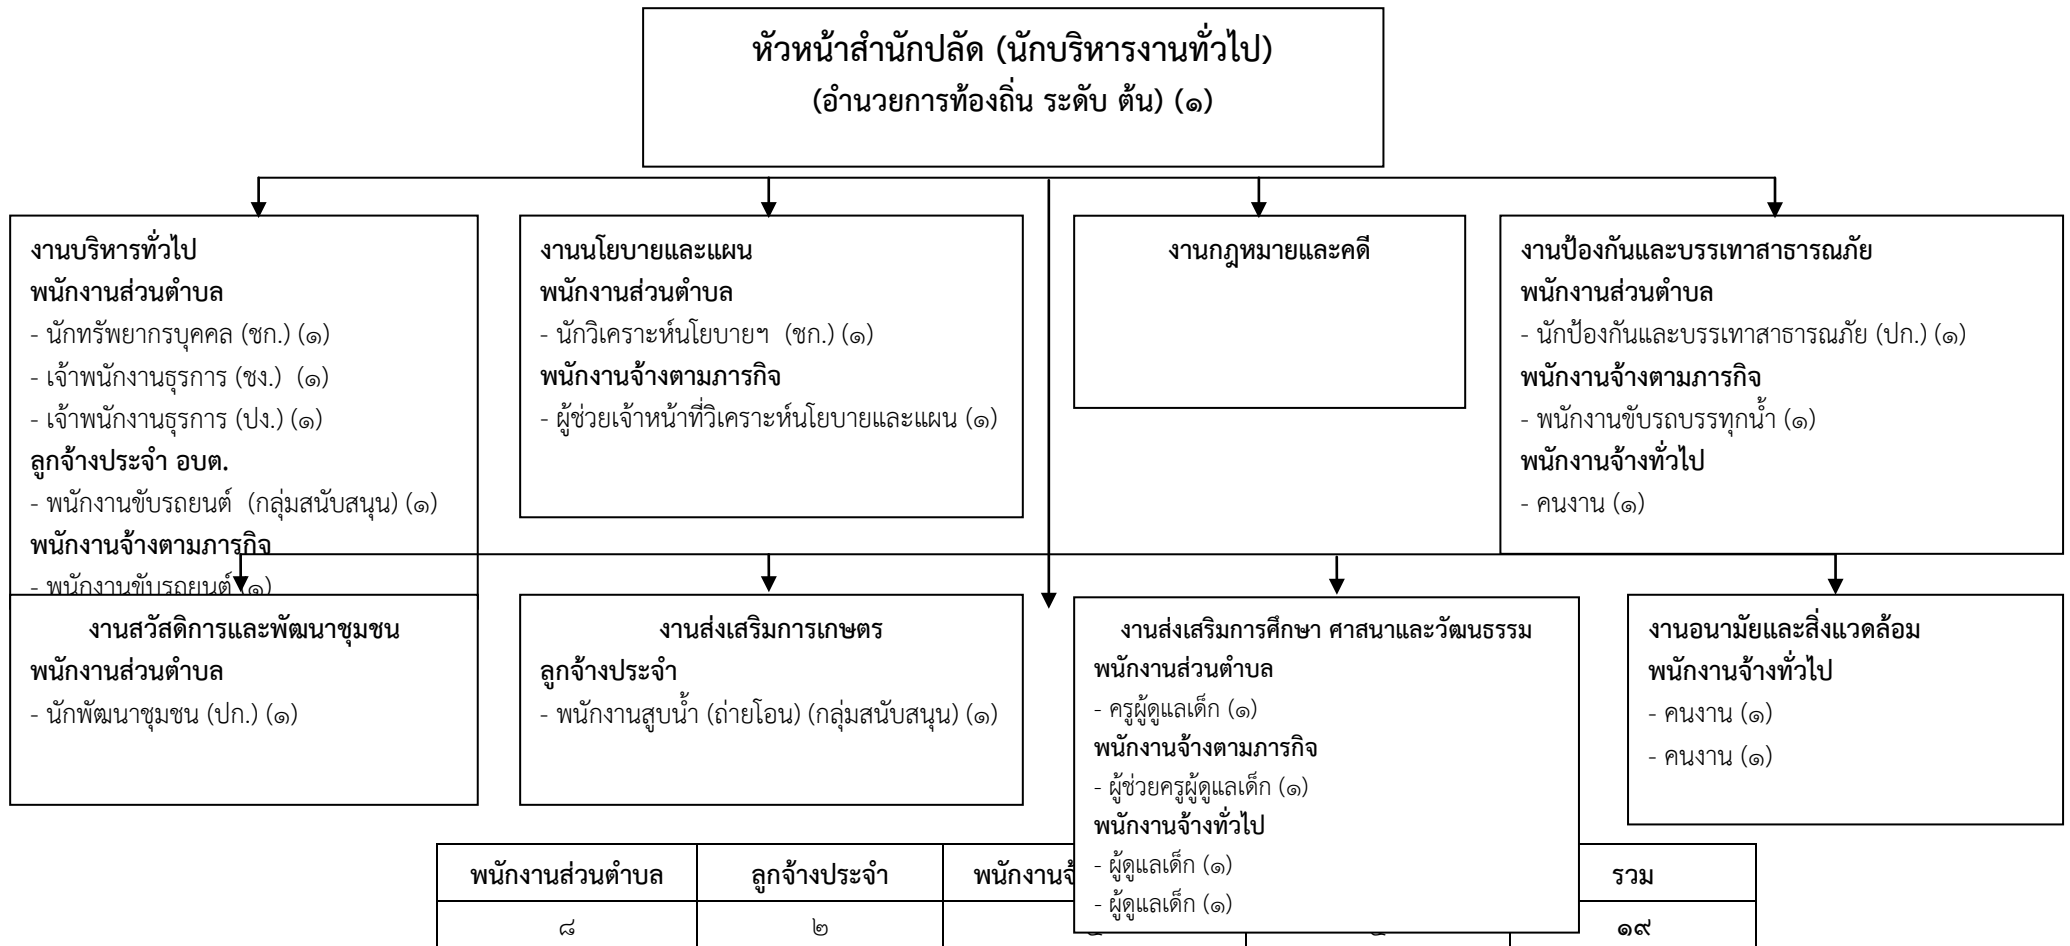 หัวหน้าสำนักปลัด (นักบริหารงานทั่วไป)
(อำนวยการท้องถิ่น ระดับ ต้น) (๑)
งานบริหารทั่วไป
พนักงานส่วนตำบล
- นักทรัพยากรบุคคล (ชก.) (๑)
- เจ้าพนักงานธุรการ (ชง.) (๑)
- เจ้าพนักงานธุรการ (ปง.) (๑)
ลูกจ้างประจำ อบต.
- พนักงานขับรถยนต์ (กลุ่มสนับสนุน) (๑)
พนักงานจ้างตามภารกิจ
- พนักงานขับรถยนต์ (๑)
งานนโยบายและแผน
พนักงานส่วนตำบล
- นักวิเคราะห์นโยบายฯ (ชก.) (๑)
พนักงานจ้างตามภารกิจ
- ผู้ช่วยเจ้าหน้าที่วิเคราะห์นโยบายและแผน (๑)
งานกฎหมายและคดี
งานป้องกันและบรรเทาสาธารณภัย
พนักงานส่วนตำบล
- นักป้องกันและบรรเทาสาธารณภัย (ปก.) (๑)
พนักงานจ้างตามภารกิจ
- พนักงานขับรถบรรทุกน้ำ (๑)
พนักงานจ้างทั่วไป
- คนงาน (๑)
งานสวัสดิการและพัฒนาชุมชน
พนักงานส่วนตำบล
- นักพัฒนาชุมชน (ปก.) (๑)
งานส่งเสริมการเกษตร
ลูกจ้างประจำ
- พนักงานสูบน้ำ (ถ่ายโอน) (กลุ่มสนับสนุน) (๑)
งานส่งเสริมการศึกษา ศาสนาและวัฒนธรรม
พนักงานส่วนตำบล
- ครูผู้ดูแลเด็ก (๑)
พนักงานจ้างตามภารกิจ
- ผู้ช่วยครูผู้ดูแลเด็ก (๑)
พนักงานจ้างทั่วไป
- ผู้ดูแลเด็ก (๑)
- ผู้ดูแลเด็ก (๑)
งานอนามัยและสิ่งแวดล้อม
พนักงานจ้างทั่วไป
- คนงาน (๑)
- คนงาน (๑)
พนักงานส่วนตำบล ลูกจ้างประจำ พนักงานจ้ รวม
๘ ๒ ๑๙